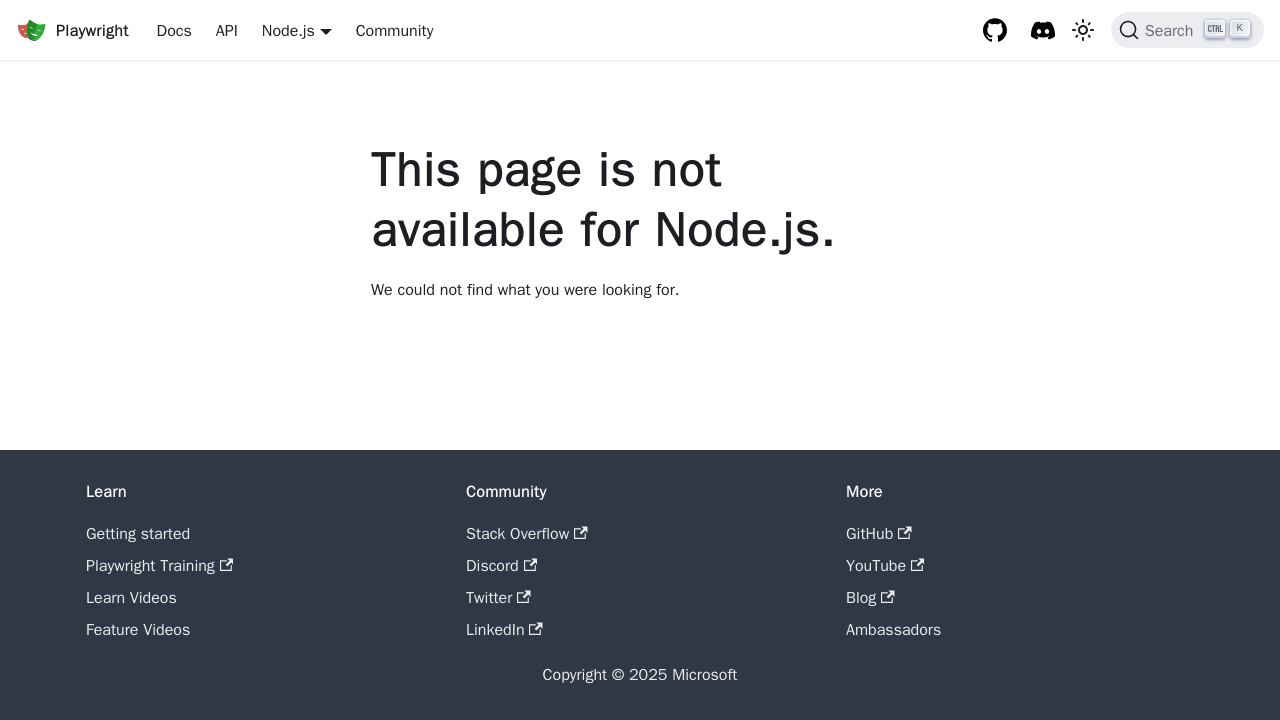 Playwright Docs API Node.js Community Search CTRL K
This page is not
available for Node.js.
We could not find what you were looking for.
Learn
Getting started
Playwright Training
Learn Videos
Feature Videos
Community
Stack Overflow
Discord
Twitter
LinkedIn
More
GitHub
YouTube
Blog
Ambassadors
Copyright © 2025 Microsoft